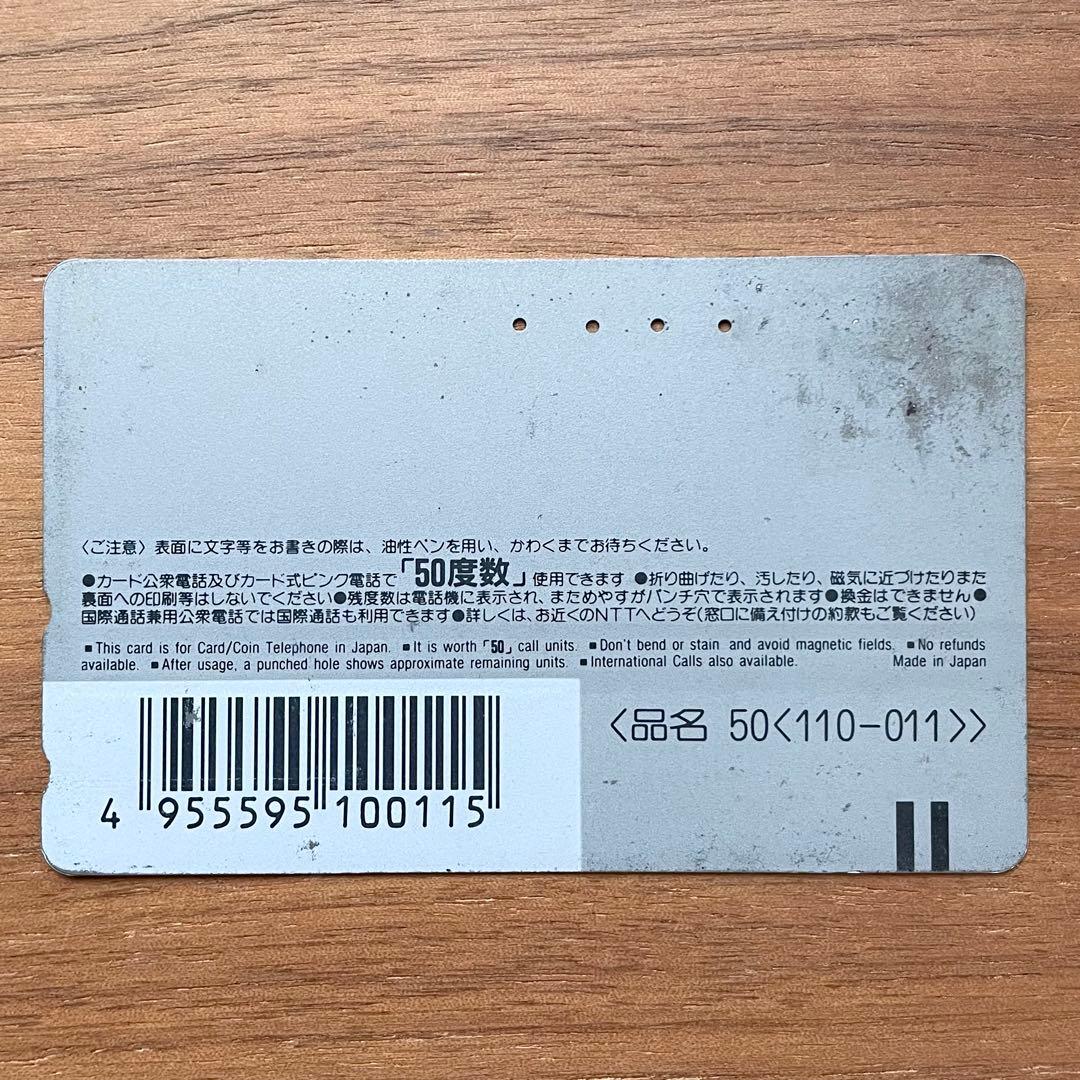 〈ご注意〉表面に文字等をお書きの際は、油性ペンを用い、かわくまでお待ちください。
●カード公衆電話及びカード式ピンク電話で「50度数」使用できます ●折り曲げたり、汚したり、磁気に近づけたりまた
裏面への印刷等はしないでください●残度数は電話機に表示され、まためやすがパンチ穴で表示されます●換金はできません●
国際通話兼用公衆電話では国際通話も利用できます●詳しくは、お近くのNTTへどうぞ(窓口に備え付けの約款もご覧ください)
■This card is for Card/Coin Telephone in Japan. ■It is worth「50」call units. ■Don't bend or stain and avoid magnetic fields. ■No refunds
available. ■After usage, a punched hole shows approximate remaining units. ■International Calls also available. Made in Japan
〈品名 50〈110-011〉〉
4 955595 100115